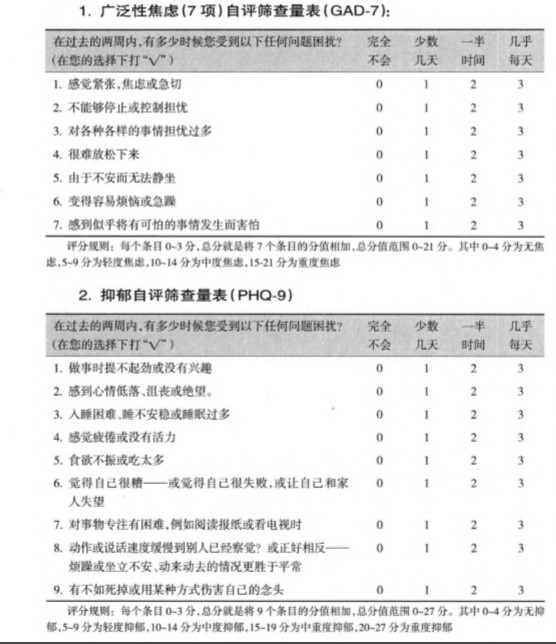 1. 广泛性焦虑(7 项)自评筛查量表(GAD-7):
在过去的两周内,有多少时候您受到以下任何问题困扰? 完全 少数 一半 几乎
(在您的选择下打“√”) 不会 几天 时间 每天
1. 感觉紧张,焦虑或急切 0 1 2 3
2. 不能够停止或控制担忧 0 1 2 3
3. 对各种各样的事情担忧过多 0 1 2 3
4. 很难放松下来 0 1 2 3
5. 由于不安而无法静坐 0 1 2 3
6. 变得容易烦恼或急躁 0 1 2 3
7. 感到似乎将有可怕的事情发生而害怕 0 1 2 3
评分规则:每个条目0~3分,总分就是将7个条目的分值相加,总分值范围0~21分。其中0~4分为无焦
虑,5~9分为轻度焦虑,10~14分为中度焦虑,15-21分为重度焦虑
2. 抑郁自评筛查量表(PHQ-9)
在过去的两周内,有多少时候您受到以下任何问题困扰? 完全 少数 一半 几乎
(在您的选择下打“√”) 不会 几天 时间 每天
1. 做事时提不起劲或没有兴趣 0 1 2 3
2. 感到心情低落、沮丧或绝望。 0 1 2 3
3. 入睡困难、睡不安稳或睡眠过多 0 1 2 3
4. 感觉疲倦或没有活力 0 1 2 3
5. 食欲不振或吃太多 0 1 2 3
6. 觉得自己很糟——或觉得自己很失败,或让自己和家 0 1 2 3
人失望
7. 对事物专注有困难,例如阅读报纸或看电视时 0 1 2 3
8. 动作或说话速度缓慢到别人已经察觉?或正好相反—— 0 1 2 3
烦躁或坐立不安、动来动去的情况更胜于平常
9. 有不如死掉或用某种方式伤害自己的念头 0 1 2 3
评分规则:每个条目0~3分,总分就是将9个条目的分值相加,总分值范围0~27分。其中0~4分为无抑
郁,5~9分为轻度抑郁,10~14分为中度抑郁,15~19分为中重度抑郁,20~27分为重度抑郁